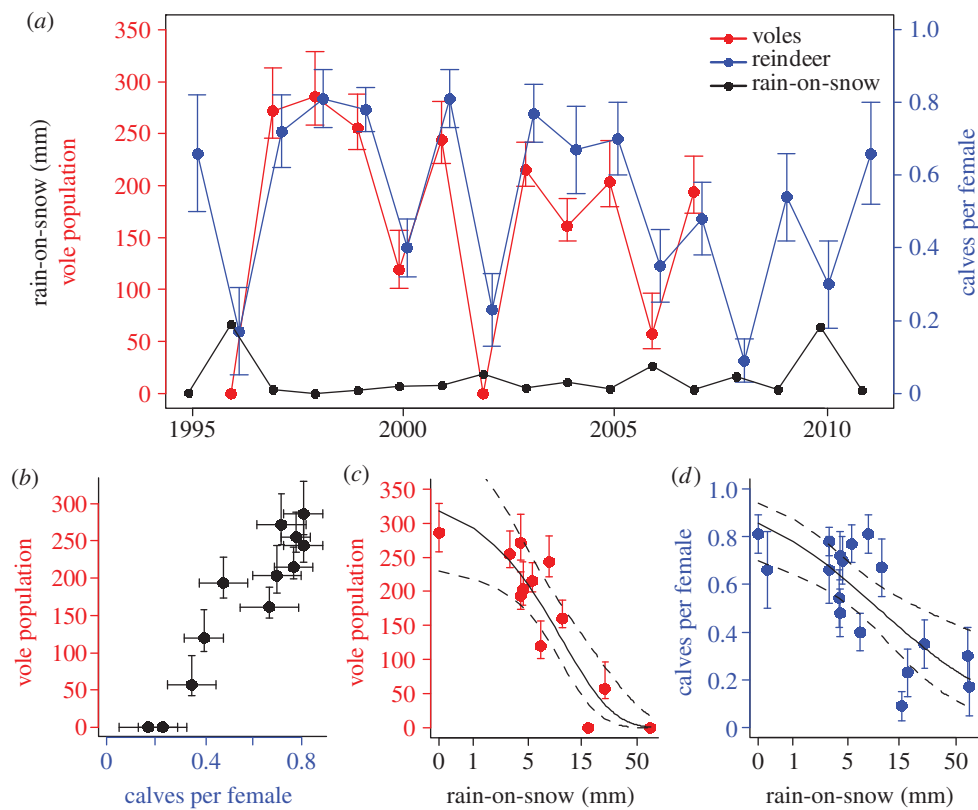 (a)
350
300
250
200
150
100
50
0
rain-on-snow (mm)
vole population
voles
reindeer
rain-on-snow
1.0
0.8
0.6
0.4
0.2
0
calves per female
1995 2000 2005 2010
(b)
300
250
200
150
100
50
0
vole population
0.4 0.8
calves per female
(c)
350
300
250
200
150
100
50
0
vole population
0 1 5 15 50
rain-on-snow (mm)
(d)
1.0
0.8
0.6
0.4
0.2
0
calves per female
0 1 5 15 50
rain-on-snow (mm)